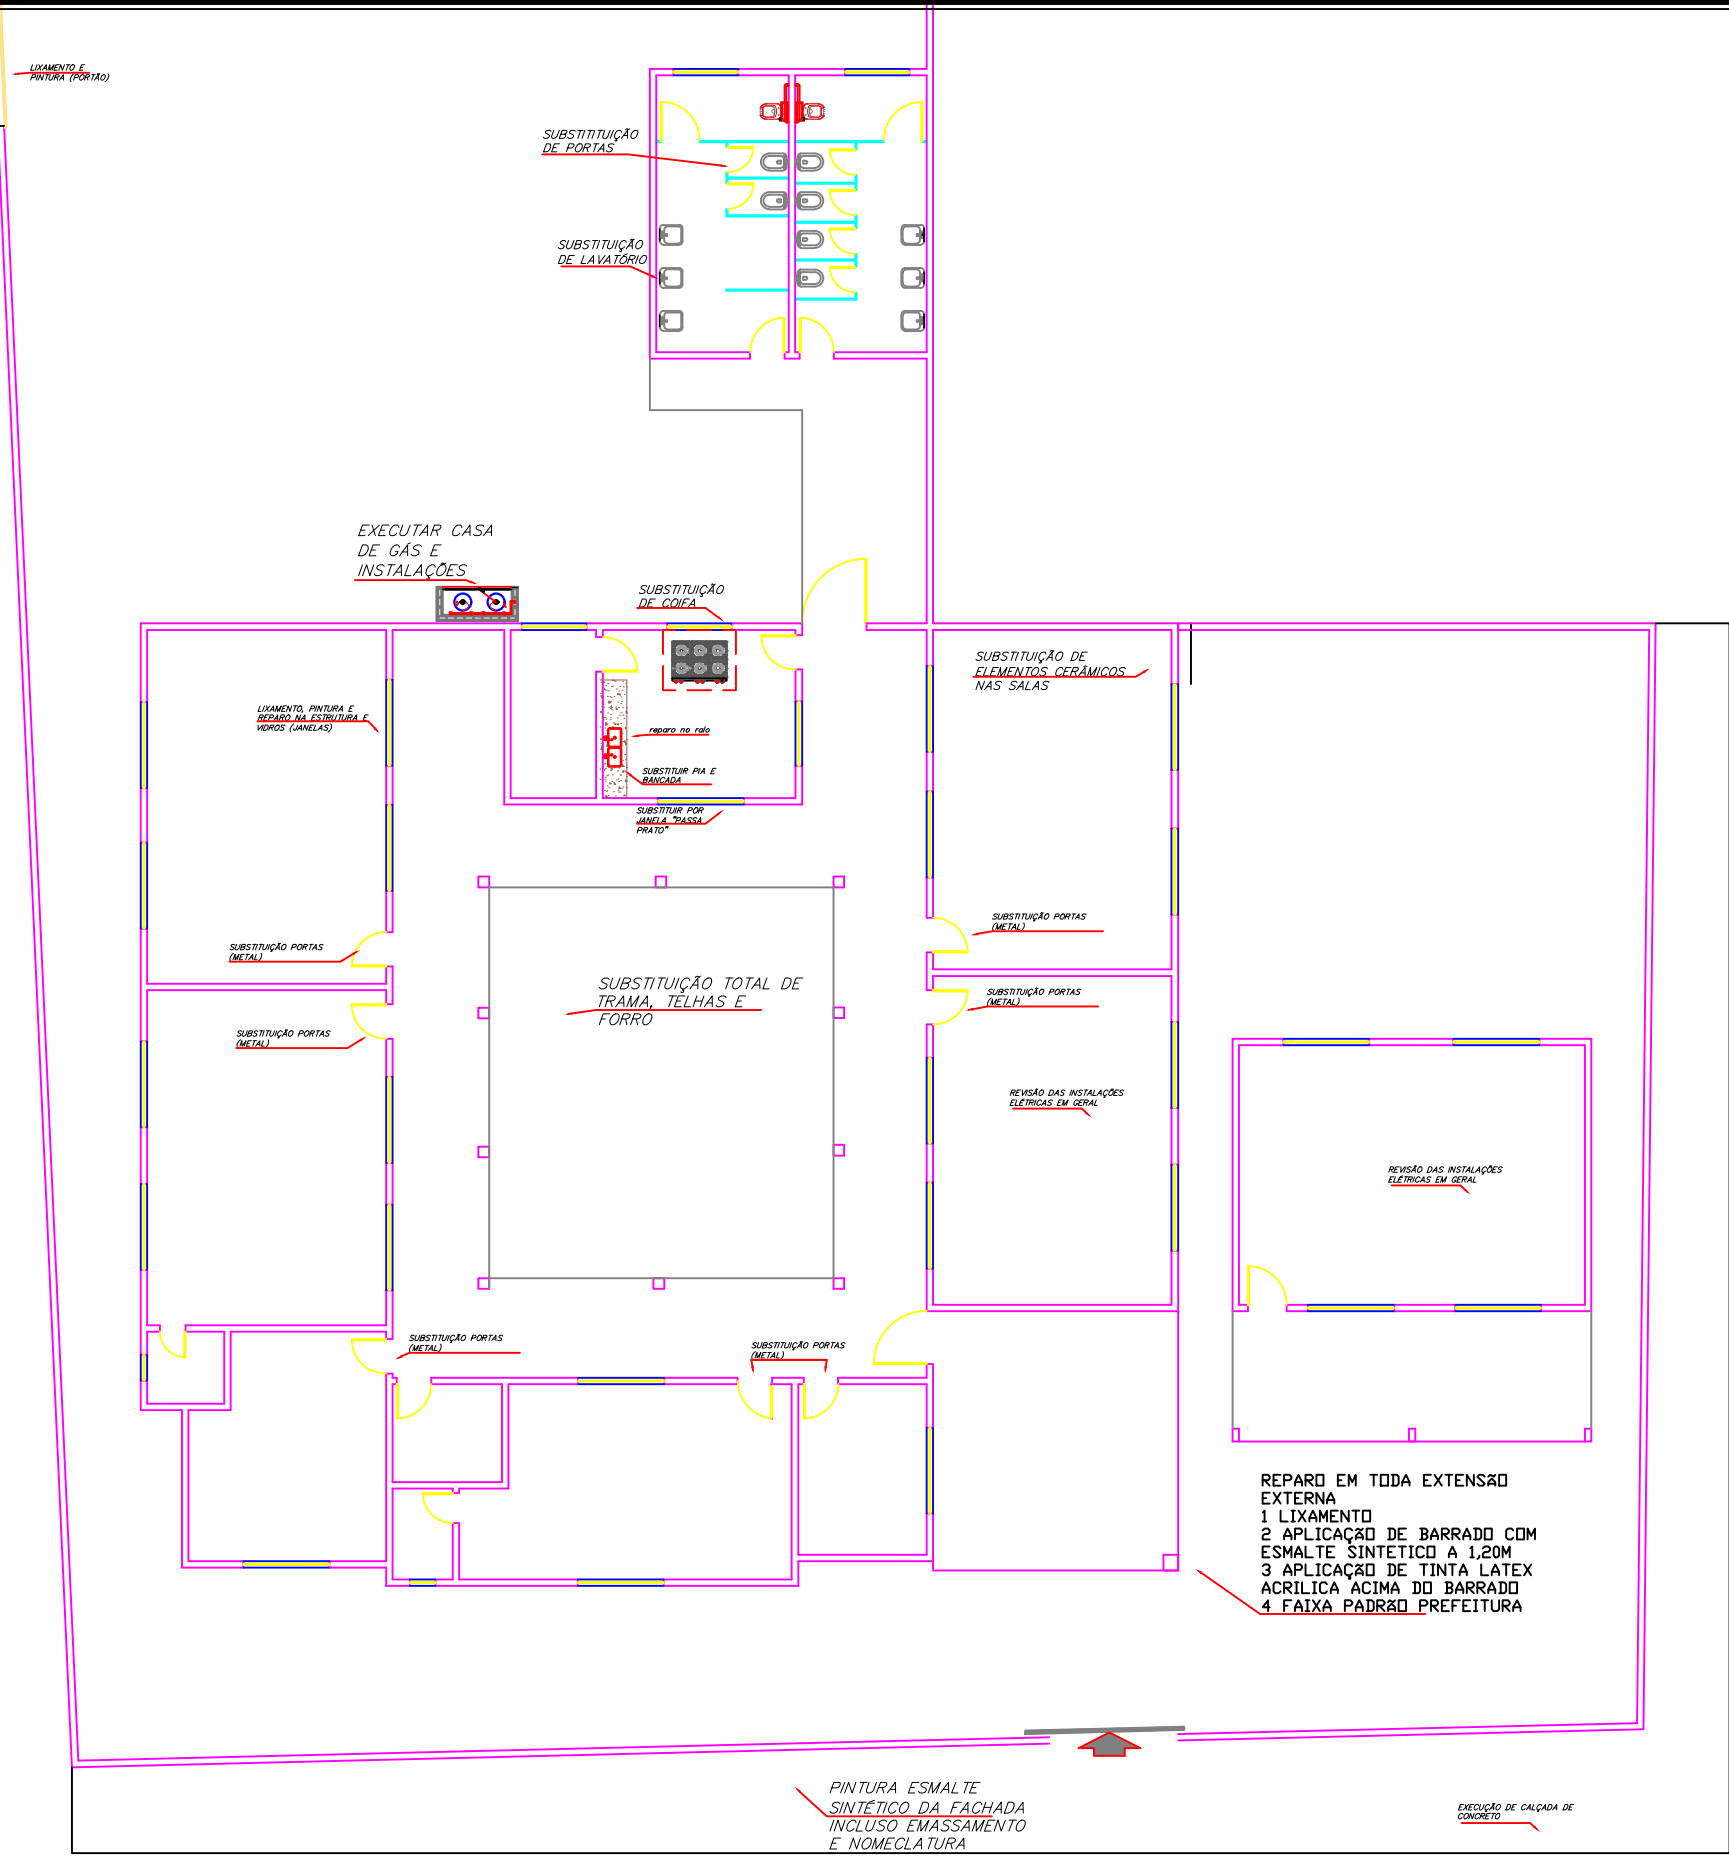 LIXAMENTO E
PINTURA (PORTÃO)
SUBSTITITUIÇÃO
DE PORTAS
SUBSTITUIÇÃO
DE LAVATÓRIO
EXECUTAR CASA
DE GÁS E
INSTALAÇÕES
SUBSTITUIÇÃO
DE COIFA
SUBSTITUIÇÃO DE
ELEMENTOS CERÂMICOS
NAS SALAS
LIXAMENTO, PINTURA E
REPARO NA ESTRUTURA E
VIDROS (JANELAS)
reparo no ralo
SUBSTITUIR PIA E
BANCADA
SUBSTITUIR POR
JANELA "PASSA
PRATO"
SUBSTITUIÇÃO PORTAS
(METAL)
SUBSTITUIÇÃO PORTAS
(METAL)
SUBSTITUIÇÃO TOTAL DE
TRAMA, TELHAS E
FORRO
SUBSTITUIÇÃO PORTAS
(METAL)
SUBSTITUIÇÃO PORTAS
(METAL)
REVISÃO DAS INSTALAÇÕES
ELÉTRICAS EM GERAL
REVISÃO DAS INSTALAÇÕES
ELÉTRICAS EM GERAL
SUBSTITUIÇÃO PORTAS
(METAL)
SUBSTITUIÇÃO PORTAS
(METAL)
REPARO EM TODA EXTENSÃO
EXTERNA
1 LIXAMENTO
2 APLICAÇÃO DE BARRADO COM
ESMALTE SINTETICO A 1,20M
3 APLICAÇÃO DE TINTA LATEX
ACRILICA ACIMA DO BARRADO
4 FAIXA PADRÃO PREFEITURA
PINTURA ESMALTE
SINTÉTICO DA FACHADA
INCLUSO EMASSAMENTO
E NOMECLATURA
EXECUÇÃO DE CALÇADA DE
CONCRETO